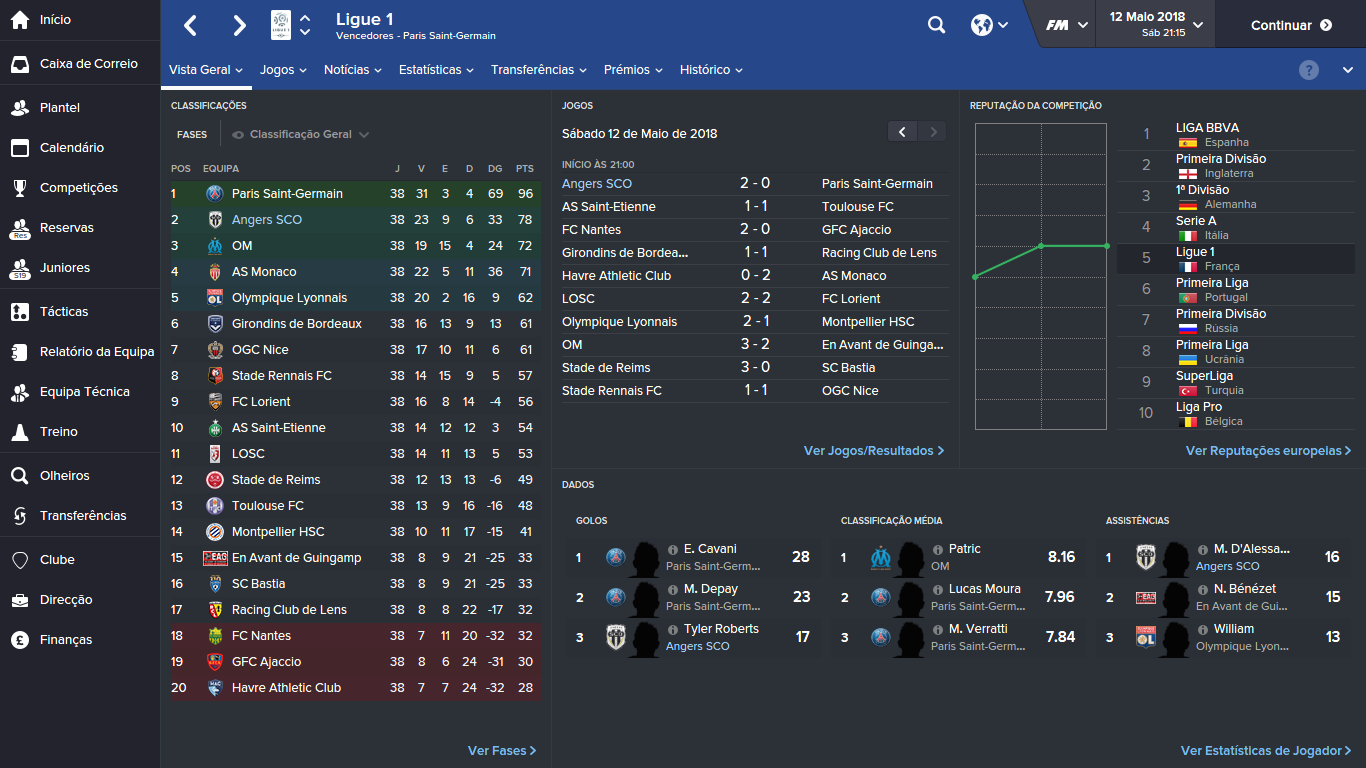 Início
Caixa de Correio
Plantel
Calendário
Competições
Res
Reservas
S19
Juniores
Tácticas
Relatório da Equipa
Equipa Técnica
Treino
Olheiros
Transferências
Clube
Direcção
£ Finanças
Ligue 1
Vencedores - Paris Saint-Germain
FM
12 Maio 2018
Sáb 21:15
Continuar
Vista Geral Jogos Notícias Estatísticas Transferências Prémios Histórico ?
CLASSIFICAÇÕES
FASES Classificação Geral
POS EQUIPA J V E D DG PTS
1 Paris Saint-Germain 38 31 3 4 69 96
2 Angers SCO 38 23 9 6 33 78
3 OM 38 19 15 4 24 72
4 AS Monaco 38 22 5 11 36 71
5 Olympique Lyonnais 38 20 2 16 9 62
6 Girondins de Bordeaux 38 16 13 9 13 61
7 OGC Nice 38 17 10 11 6 61
8 Stade Rennais FC 38 14 15 9 5 57
9 FC Lorient 38 16 8 14 -4 56
10 AS Saint-Etienne 38 14 12 12 3 54
11 LOSC 38 14 11 13 5 53
12 Stade de Reims 38 12 13 13 -6 49
13 Toulouse FC 38 13 9 16 -16 48
14 Montpellier HSC 38 10 11 17 -15 41
15 En Avant de Guingamp 38 8 9 21 -25 33
16 SC Bastia 38 8 9 21 -25 33
17 Racing Club de Lens 38 8 8 22 -17 32
18 FC Nantes 38 7 11 20 -32 32
19 GFC Ajaccio 38 8 6 24 -31 30
20 Havre Athletic Club 38 7 7 24 -32 28
Ver Fases
JOGOS
Sábado 12 de Maio de 2018
INÍCIO ÀS 21:00
Angers SCO 2 - 0 Paris Saint-Germain
AS Saint-Etienne 1 - 1 Toulouse FC
FC Nantes 2 - 0 GFC Ajaccio
Girondins de Bordea... 1 - 1 Racing Club de Lens
Havre Athletic Club 0 - 2 AS Monaco
LOSC 2 - 2 FC Lorient
Olympique Lyonnais 2 - 1 Montpellier HSC
OM 3 - 2 En Avant de Guinga...
Stade de Reims 3 - 0 SC Bastia
Stade Rennais FC 1 - 1 OGC Nice
Ver Jogos/Resultados
REPUTAÇÃO DA COMPETIÇÃO
1 LIGA BBVA
Espanha
2 Primeira Divisão
Inglaterra
3 1ª Divisão
Alemanha
4 Serie A
Itália
5 Ligue 1
França
6 Primeira Liga
Portugal
7 Primeira Divisão
Rússia
8 Primeira Liga
Ucrânia
9 SuperLiga
Turquia
10 Liga Pro
Bélgica
Ver Reputações europeias
DADOS
GOLOS
1 E. Cavani 28
Paris Saint-Germ...
2 M. Depay 23
Paris Saint-Germ...
3 Tyler Roberts 17
Angers SCO
CLASSIFICAÇÃO MÉDIA
1 Patric 8.16
OM
2 Lucas Moura 7.96
Paris Saint-Germ...
3 M. Verratti 7.84
Paris Saint-Germ...
ASSISTÊNCIAS
1 M. D'Alessa... 16
Angers SCO
2 N. Bénézet 15
En Avant de Gui...
3 William 13
Olympique Lyon...
Ver Estatísticas de Jogador